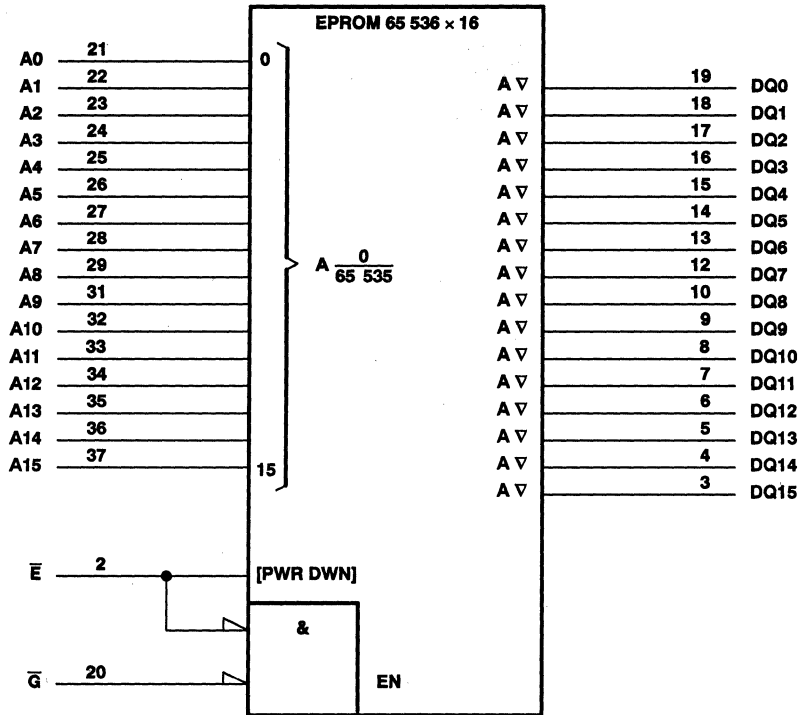 EPROM 65 536 × 16
A0 21 0
A1 22 A ▽ 19 DQ0
A2 23 A ▽ 18 DQ1
A3 24 A ▽ 17 DQ2
A4 25 A ▽ 16 DQ3
A5 26 A ▽ 15 DQ4
A6 27 A ▽ 14 DQ5
A7 28 A ▽ 13 DQ6
A 0/65 535
A8 29 A ▽ 12 DQ7
A9 31 A ▽ 10 DQ8
A10 32 A ▽ 9 DQ9
A11 33 A ▽ 8 DQ10
A12 34 A ▽ 7 DQ11
A13 35 A ▽ 6 DQ12
A14 36 A ▽ 5 DQ13
A15 37 15 A ▽ 4 DQ14
A ▽ 3 DQ15
E̅ 2 [PWR DWN]
&
G̅ 20 EN